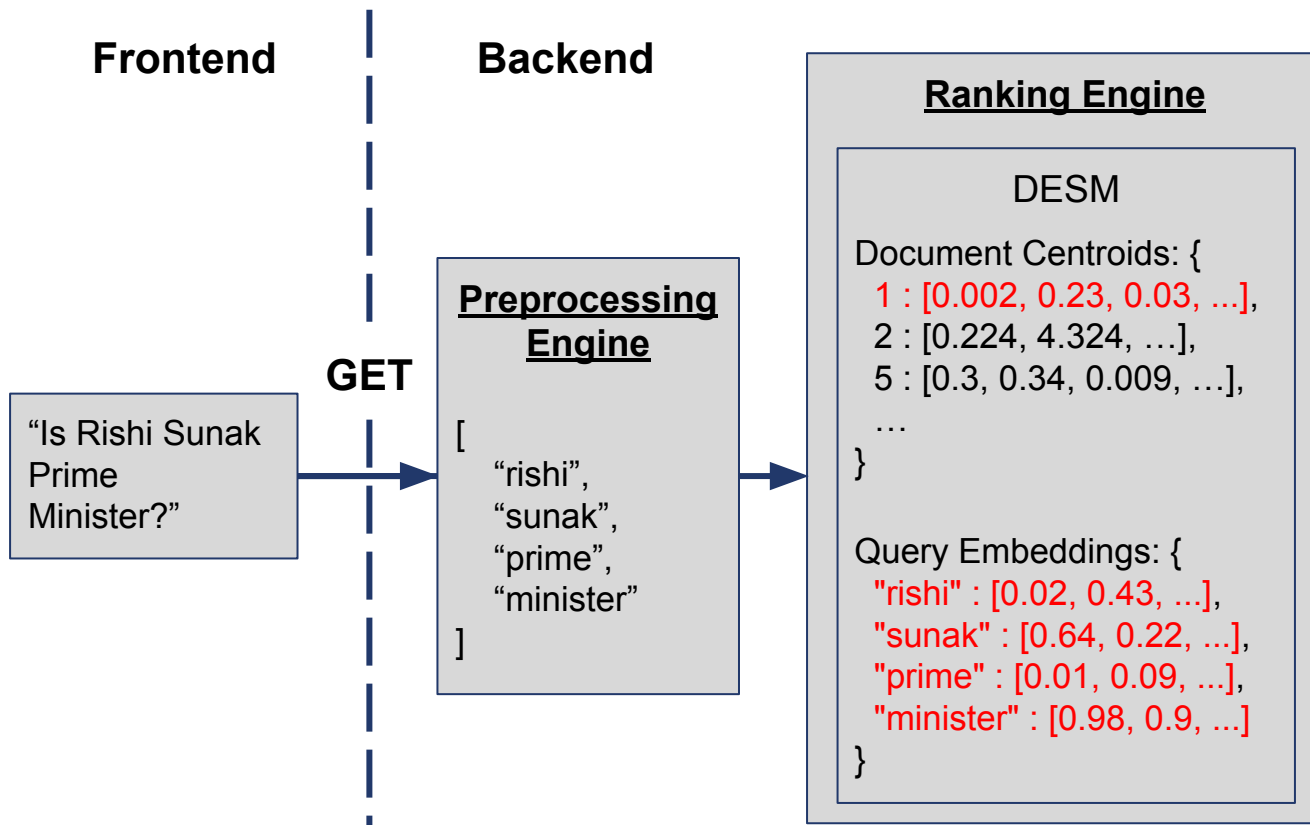 Frontend
Backend
GET
“Is Rishi Sunak
Prime
Minister?”
Preprocessing
Engine
[
“rishi”,
“sunak”,
“prime”,
“minister”
]
Ranking Engine
DESM
Document Centroids: {
1 : [0.002, 0.23, 0.03, ...],
2 : [0.224, 4.324, …],
5 : [0.3, 0.34, 0.009, …],
…
}
Query Embeddings: {
"rishi" : [0.02, 0.43, ...],
"sunak" : [0.64, 0.22, ...],
"prime" : [0.01, 0.09, ...],
"minister" : [0.98, 0.9, ...]
}